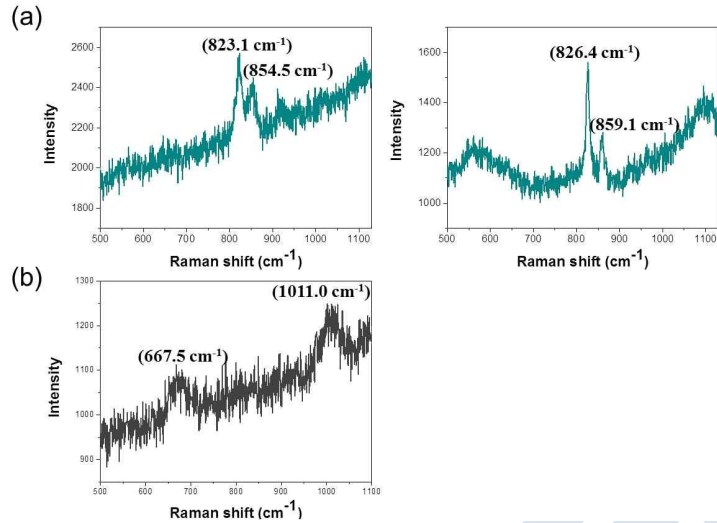 (a)
(823.1 cm⁻¹)
(854.5 cm⁻¹)
2600
2400
2200
2000
1800
Intensity
500 600 700 800 900 1000 1100
Raman shift (cm⁻¹)
(826.4 cm⁻¹)
(859.1 cm⁻¹)
1600
1400
1200
1000
Intensity
500 600 700 800 900 1000 1100
Raman shift (cm⁻¹)
(b)
(1011.0 cm⁻¹)
(667.5 cm⁻¹)
1300
1200
1100
1000
900
Intensity
500 600 700 800 900 1000 1100
Raman shift (cm⁻¹)